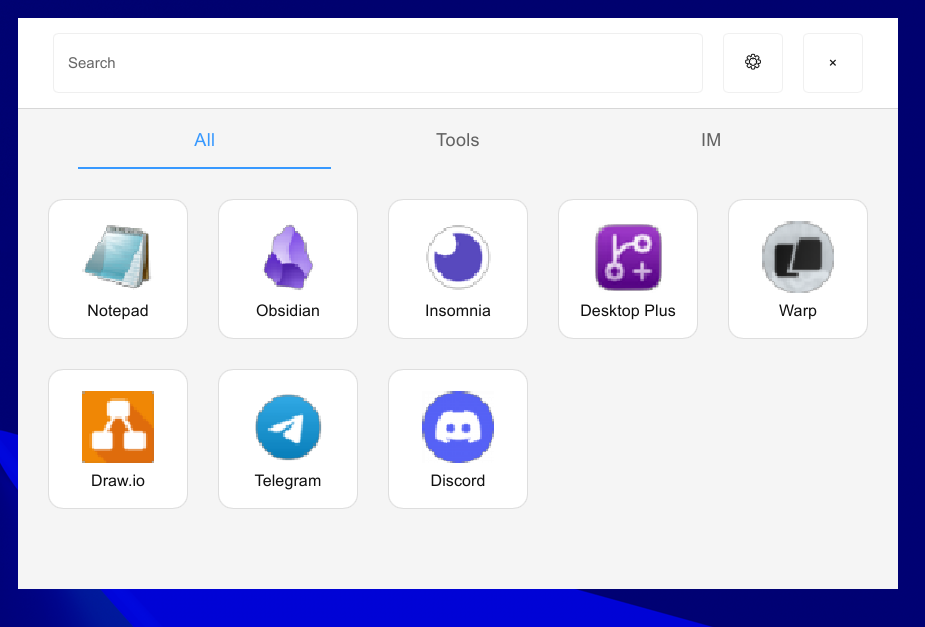 Search
×
All Tools IM
Notepad Obsidian Insomnia Desktop Plus Warp
Draw.io Telegram Discord